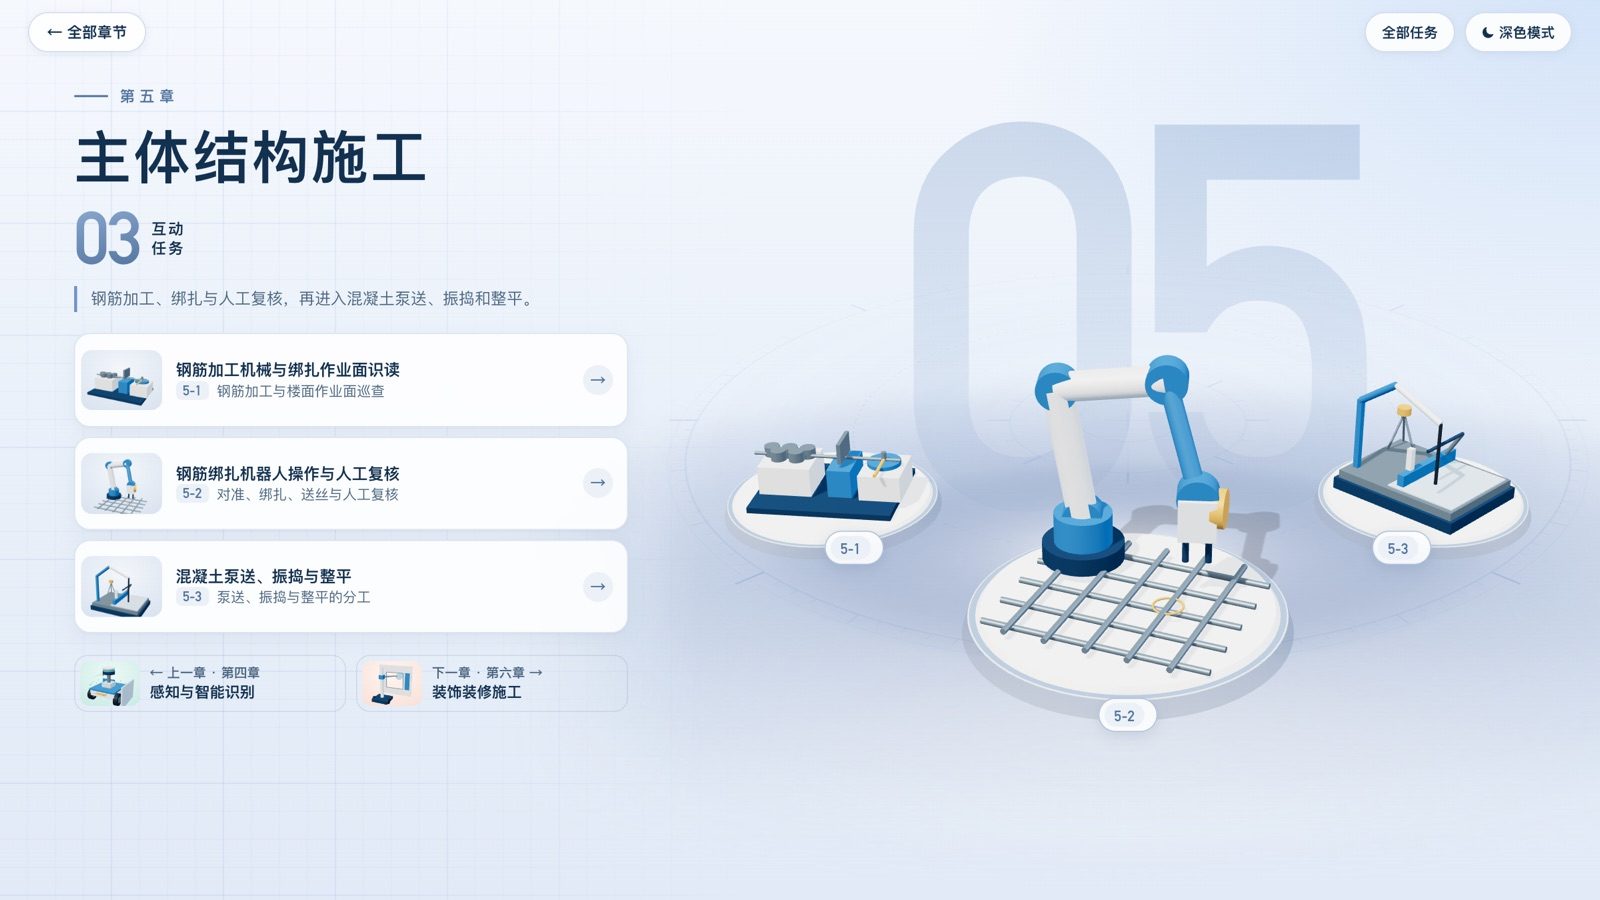 ← 全部章节
全部任务
深色模式
第五章
主体结构施工
03 互动任务
钢筋加工、绑扎与人工复核，再进入混凝土泵送、振捣和整平。
钢筋加工机械与绑扎作业面识读
5-1 钢筋加工与楼面作业面巡查
→
钢筋绑扎机器人操作与人工复核
5-2 对准、绑扎、送丝与人工复核
→
混凝土泵送、振捣与整平
5-3 泵送、振捣与整平的分工
→
← 上一章 · 第四章
感知与智能识别
下一章 · 第六章 →
装饰装修施工
05
5-1
5-2
5-3